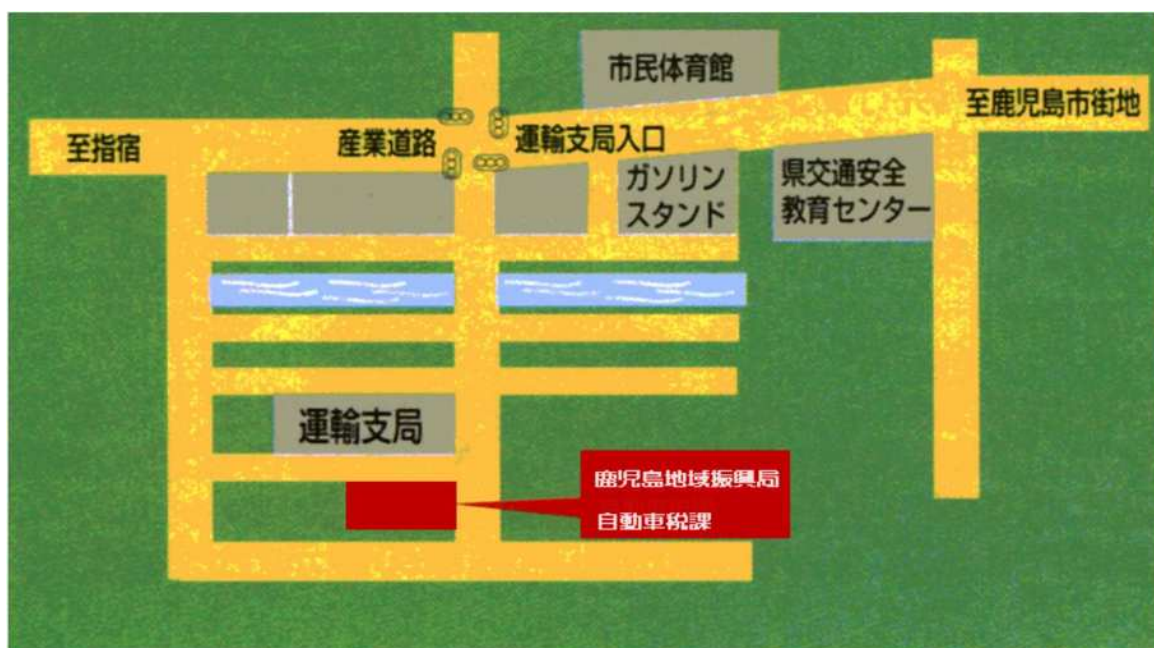 市民体育館
至鹿児島市街地
至指宿
産業道路
運輸支局入口
ガソリン
スタンド
県交通安全
教育センター
運輸支局
鹿児島地域振興局
自動車税課